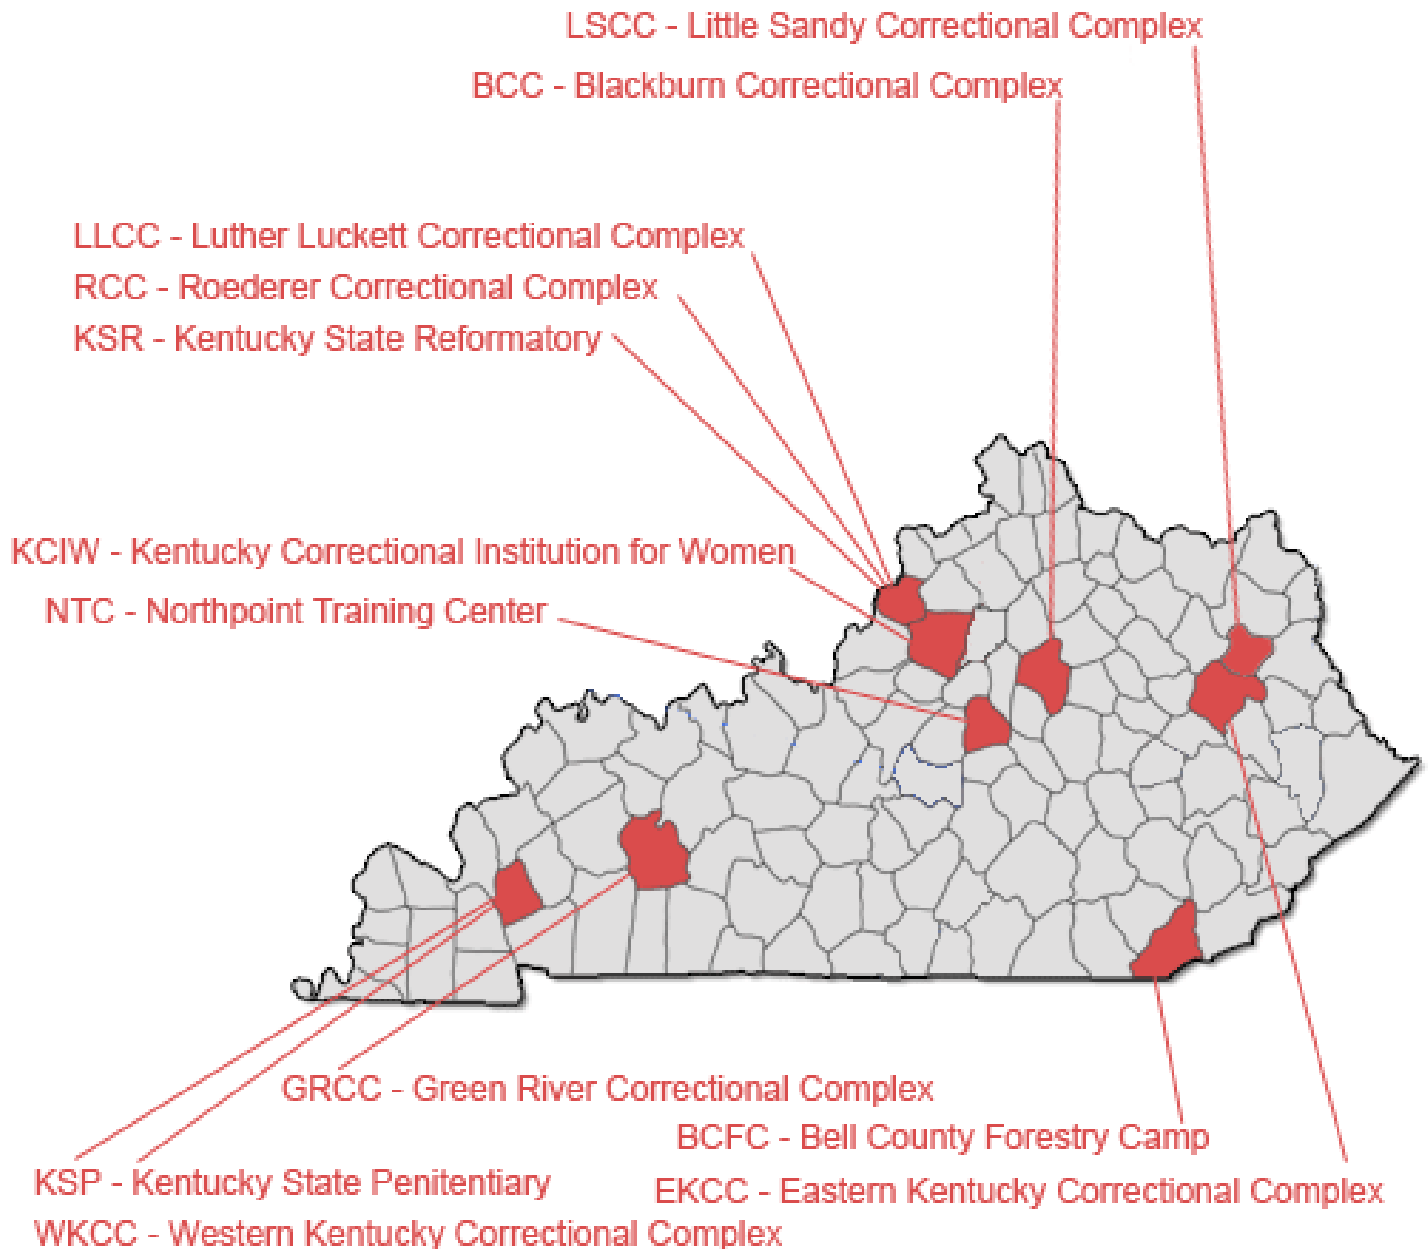 LSCC - Little Sandy Correctional Complex
BCC - Blackburn Correctional Complex
LLCC - Luther Luckett Correctional Complex
RCC - Roederer Correctional Complex
KSR - Kentucky State Reformatory
KCIW - Kentucky Correctional Institution for Women
NTC - Northpoint Training Center
GRCC - Green River Correctional Complex
BCFC - Bell County Forestry Camp
KSP - Kentucky State Penitentiary
EKCC - Eastern Kentucky Correctional Complex
WKCC - Western Kentucky Correctional Complex